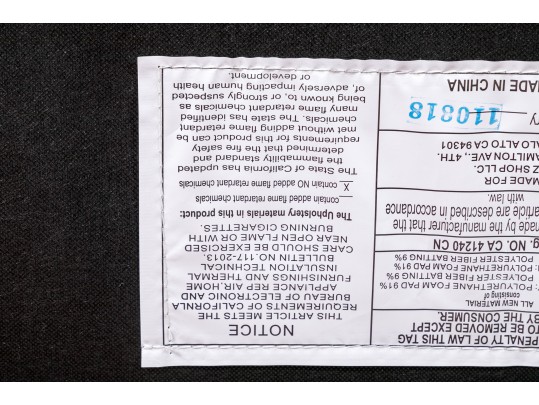 PENALTY OF LAW THIS TAG
TO BE REMOVED EXCEPT
BY THE CONSUMER.
ALL NEW MATERIAL
consisting of
POLYURETHANE FOAM PAD 91%
POLYESTER FIBER BATTING 9%
POLYURETHANE FOAM PAD 91%
POLYESTER FIBER BATTING 9%
NO. CA 41240 CN
made by the manufacturer that the
article are described in accordance
with law.
MADE FOR
Z SHOP LLC.
MILTON AVE., 4TH.
ALO ALTO CA 94301
110818
MADE IN CHINA
NOTICE
THIS ARTICLE MEETS THE
REQUIREMENTS OF CALIFORNIA
BUREAU OF ELECTRONIC AND
APPLIANCE REPAIR,HOME
FURNISHINGS AND THERMAL
INSULATION TECHNICAL
BULLETIN NO.117-2013.
CARE SHOULD BE EXERCISED
NEAR OPEN FLAME OR WITH
BURNING CIGARETTES.
The Upholstery materials in this product:
contain added flame retardant chemicals
X NO contain added flame retardant chemicals
The State of California has updated
the flammability standard and
determined that the fire safety
requirements for this product can be
met without adding flame retardant
chemicals. The state has identified
many flame retardant chemicals as
being known to, or strongly suspected
of, adversely impacting human health
or development.